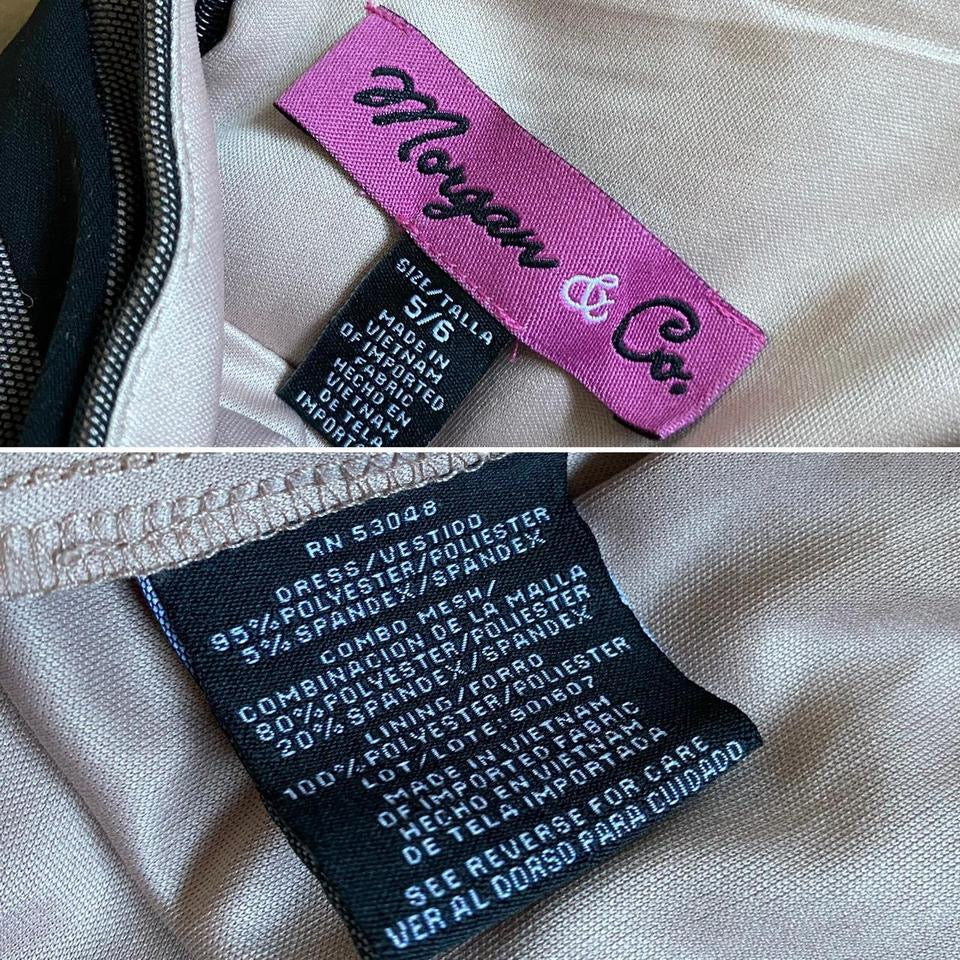 Morgan & Co.
SIZE/TALLA
5/6
MADE IN
VIETNAM
OF IMPORTED
FABRIC
HECHO EN
VIETNAM
DE TELA
RN 53048
DRESS/VESTIDO
95%POLYESTER/POLIESTER
5%SPANDEX/SPANDEX
COMBO MESH/
COMBINACION DE LA MALLA
80%POLYESTER/POLIESTER
20%SPANDEX/SPANDEX
LINING/FORRO
100%POLYESTER/POLIESTER
LOT/LOTE:
MADE IN VIETNAM
OF IMPORTED FABRIC
HECHO EN VIETNAM
DE TELA IMPORTADA
SEE REVERSE FOR CARE
VER AL DORSO PARA CUIDADO